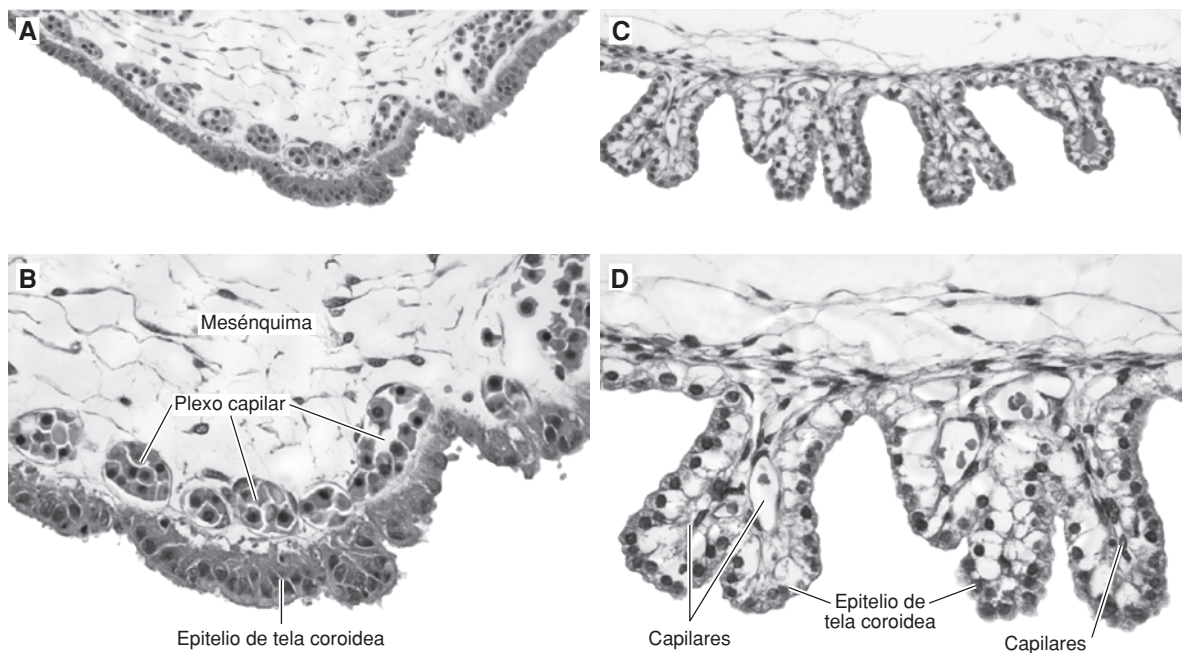 A
B
Mesénquima
Plexo capilar
Epitelio de tela coroidea
C
D
Epitelio de
tela coroidea
Capilares
Capilares